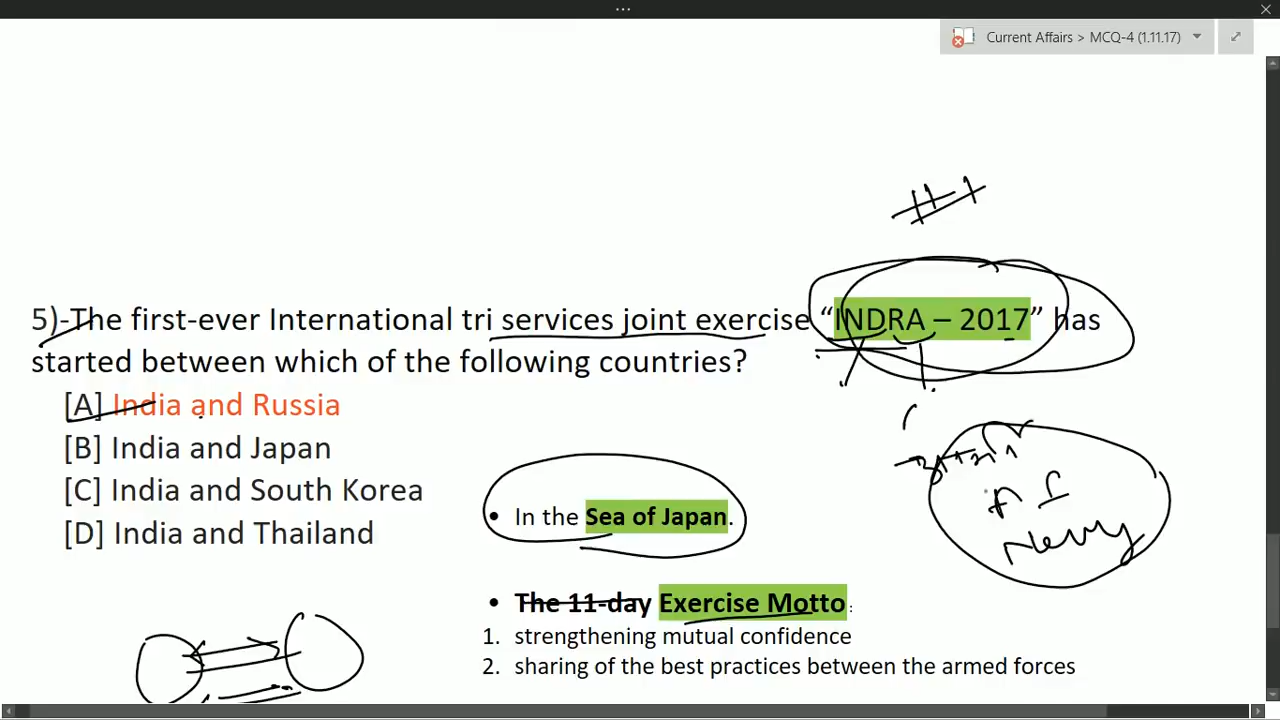 Current Affairs > MCQ-4 (1.11.17)
5)-The first-ever International tri services joint exercise “INDRA – 2017” has
started between which of the following countries?
[A] India and Russia
[B] India and Japan
[C] India and South Korea
[D] India and Thailand
• In the Sea of Japan.
• The 11-day Exercise Motto:
1. strengthening mutual confidence
2. sharing of the best practices between the armed forces